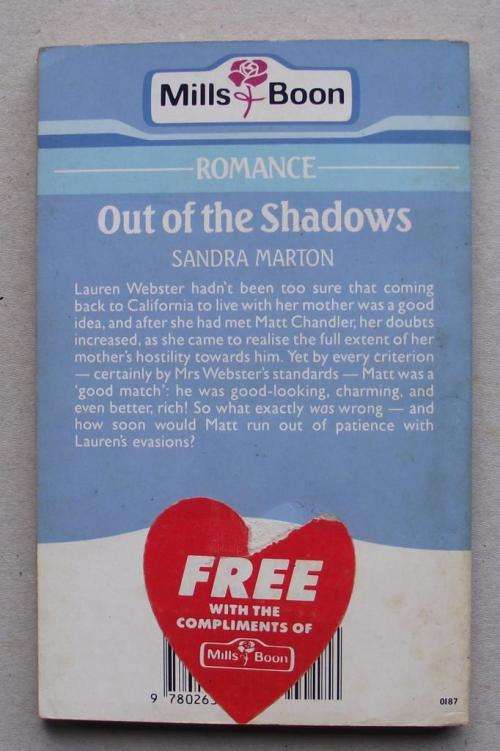 Mills & Boon
ROMANCE
Out of the Shadows
SANDRA MARTON
Lauren Webster hadn't been too sure that coming
back to California to live with her mother was a good
idea, and after she had met Matt Chandler, her doubts
increased, as she came to realise the full extent of her
mother's hostility towards him. Yet by every criterion
— certainly by Mrs Webster's standards — Matt was a
'good match': he was good-looking, charming, and
even better, rich! So what exactly was wrong — and
how soon would Matt run out of patience with
Lauren's evasions?
FREE
WITH THE
COMPLIMENTS OF
Mills & Boon
9 78026
0187